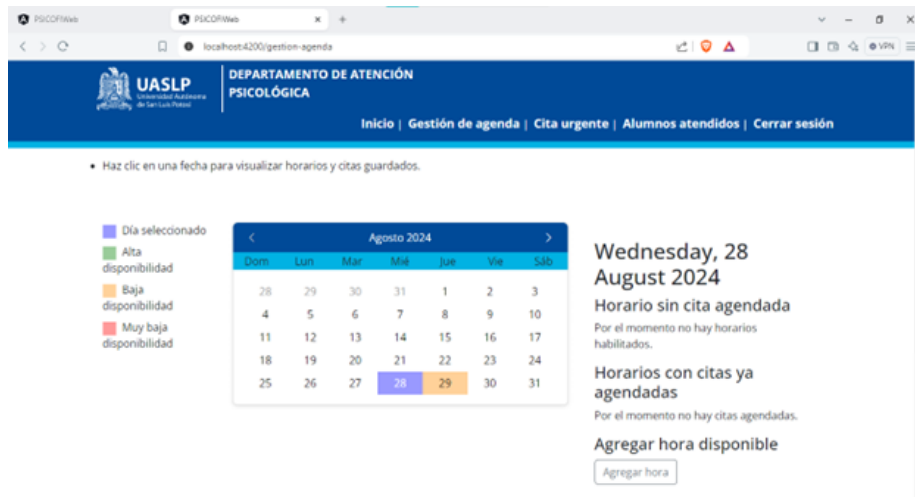 PSICOFIWeb
PSICOFIWeb
localhost:4200/gestion-agenda
VPN
UASLP
Universidad Autónoma
de San Luis Potosí
DEPARTAMENTO DE ATENCIÓN
PSICOLÓGICA
Inicio | Gestión de agenda | Cita urgente | Alumnos atendidos | Cerrar sesión
Haz clic en una fecha para visualizar horarios y citas guardados.
Día seleccionado
Alta
disponibilidad
Baja
disponibilidad
Muy baja
disponibilidad
Agosto 2024
Dom Lun Mar Mié Jue Vie Sáb
28 29 30 31 1 2 3
4 5 6 7 8 9 10
11 12 13 14 15 16 17
18 19 20 21 22 23 24
25 26 27 28 29 30 31
Wednesday, 28
August 2024
Horario sin cita agendada
Por el momento no hay horarios
habilitados.
Horarios con citas ya
agendadas
Por el momento no hay citas agendadas.
Agregar hora disponible
Agregar hora